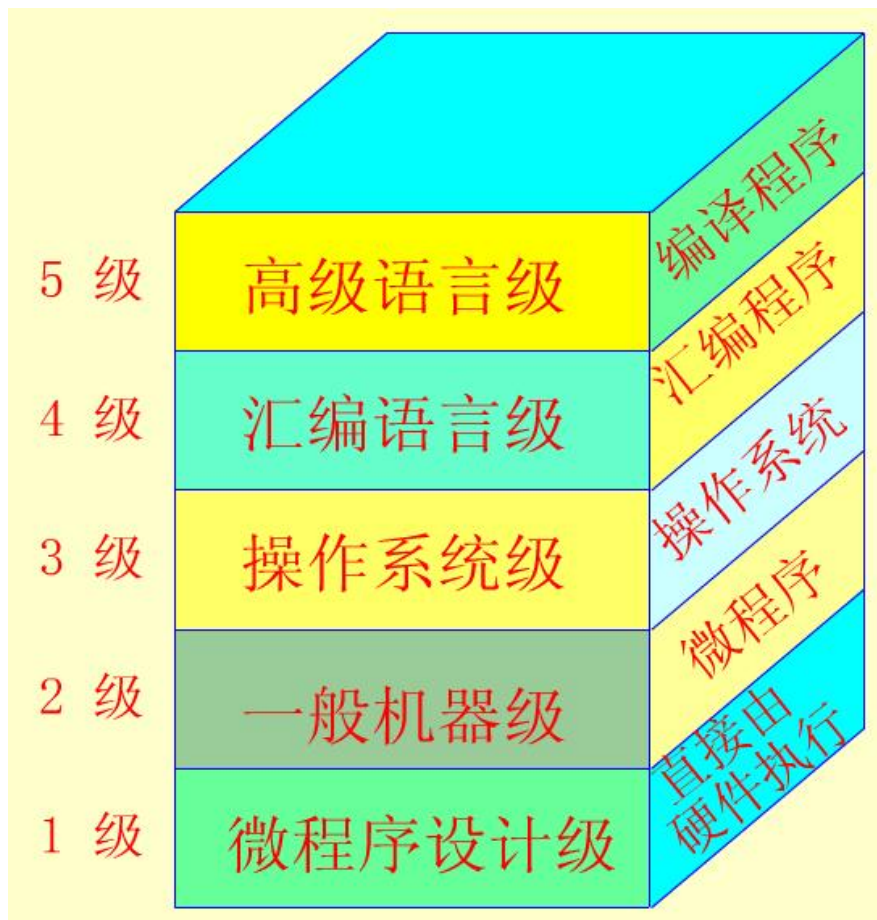 5 级 高级语言级 编译程序
4 级 汇编语言级 汇编程序
3 级 操作系统级 操作系统
2 级 一般机器级 微程序
1 级 微程序设计级 直接由
硬件执行